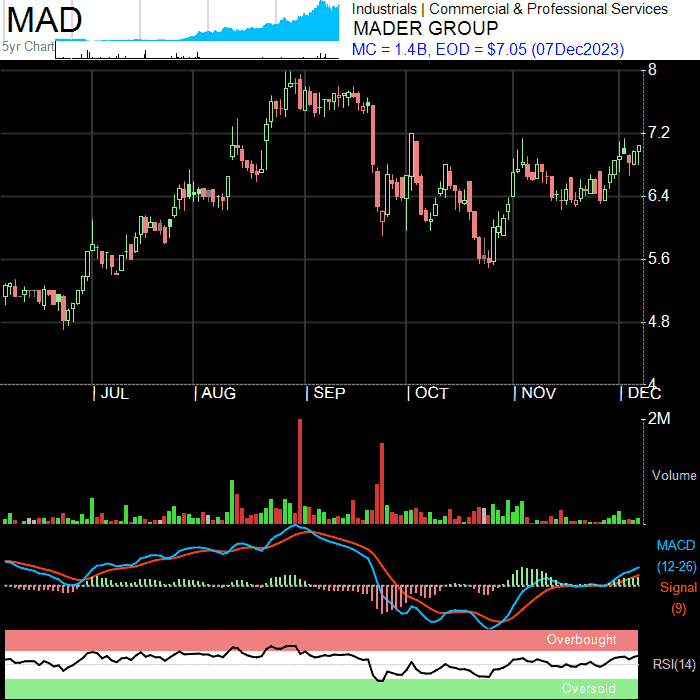 MAD
5yr Chart
Industrials | Commercial & Professional Services
MADER GROUP
MC = 1.4B, EOD = $7.05 (07Dec2023)
8
7.2
6.4
5.6
4.8
4
| JUL | AUG | SEP | OCT | NOV | DEC
2M
Volume
MACD
(12-26)
Signal
(9)
Overbought
RSI(14)
Oversold